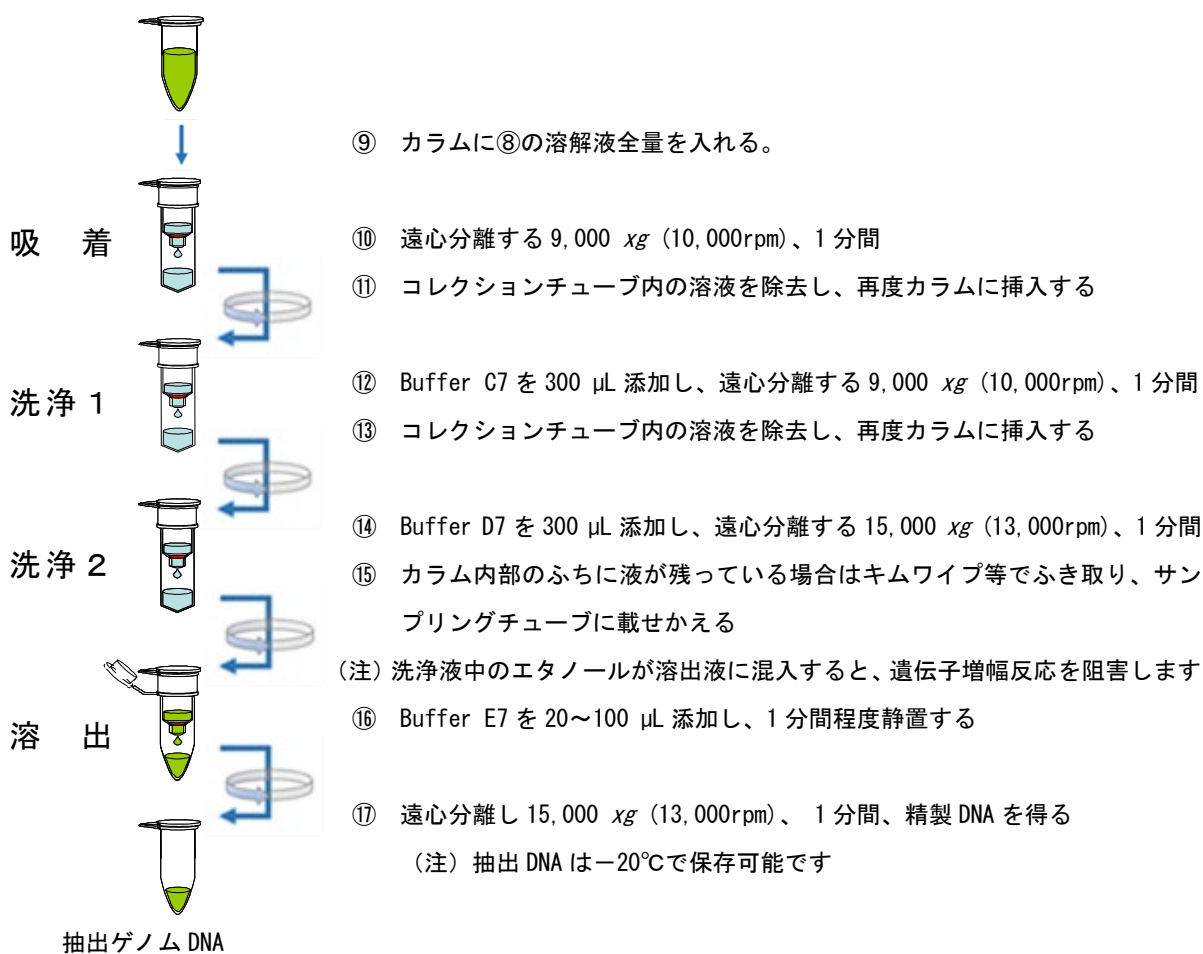 ⑨ カラムに⑧の溶解液全量を入れる。
吸 着
⑩ 遠心分離する 9,000 xg (10,000rpm)、1 分間
⑪ コレクションチューブ内の溶液を除去し、再度カラムに挿入する
洗浄１
⑫ Buffer C7 を 300 μL 添加し、遠心分離する 9,000 xg (10,000rpm)、1 分間
⑬ コレクションチューブ内の溶液を除去し、再度カラムに挿入する
洗浄２
⑭ Buffer D7 を 300 μL 添加し、遠心分離する 15,000 xg (13,000rpm)、1 分間
⑮ カラム内部のふちに液が残っている場合はキムワイプ等でふき取り、サン
プリングチューブに載せかえる
（注）洗浄液中のエタノールが溶出液に混入すると、遺伝子増幅反応を阻害します
溶 出
⑯ Buffer E7 を 20～100 μL 添加し、1 分間程度静置する
⑰ 遠心分離し 15,000 xg (13,000rpm)、 1 分間、精製 DNA を得る
（注）抽出 DNA は－20℃で保存可能です
抽出ゲノム DNA